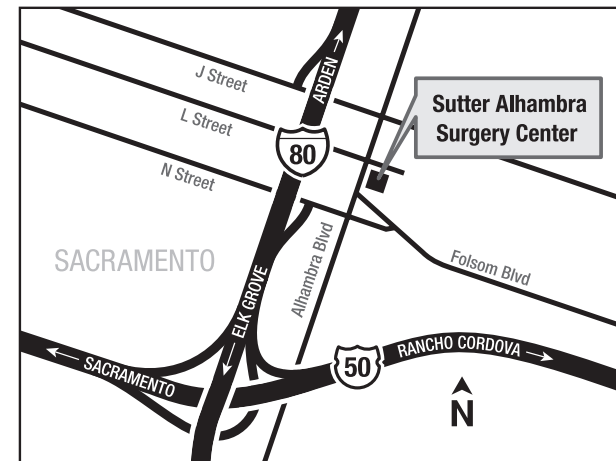 J Street
ARDEN
L Street
Sutter Alhambra
Surgery Center
80
N Street
SACRAMENTO
ELK GROVE
Alhambra Blvd
Folsom Blvd
SACRAMENTO
50
RANCHO CORDOVA
N